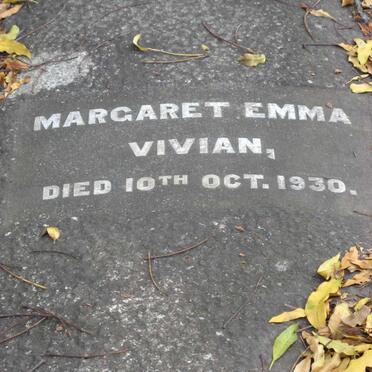 MARGARET EMMA
VIVIAN,
DIED 10TH OCT. 1930.